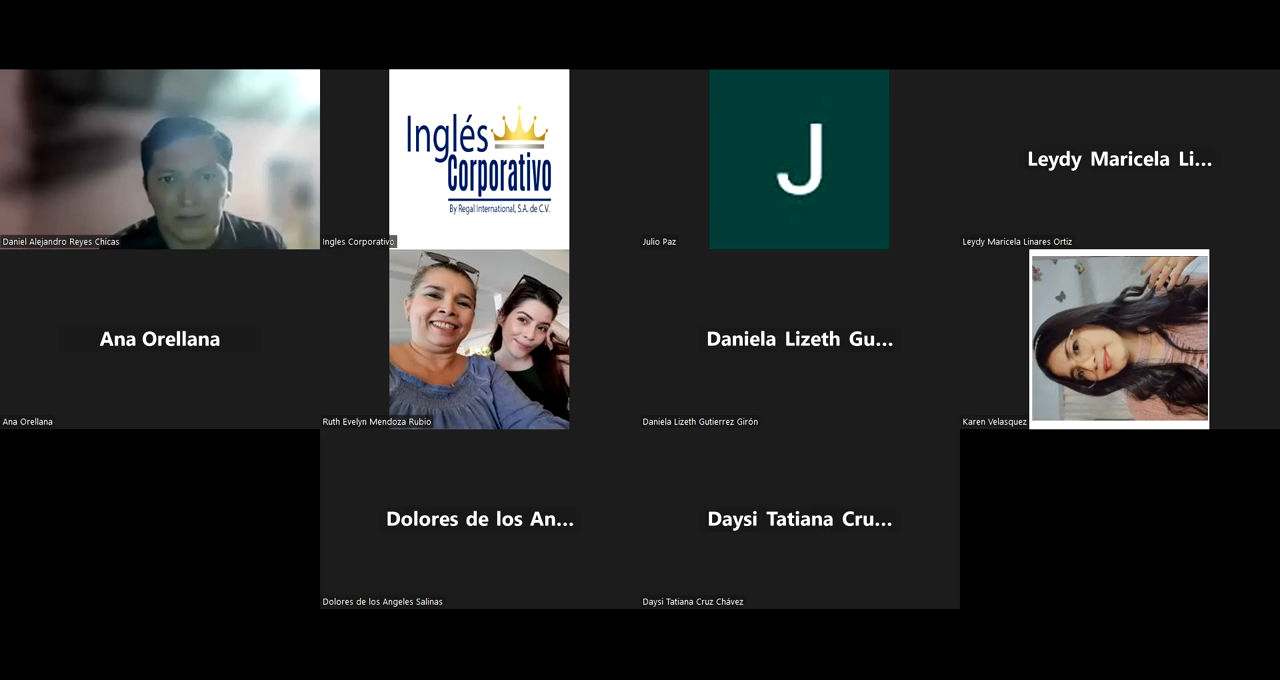 Inglés
Corporativo
By Regal International, S.A. de C.V.
J
Leydy Maricela Li...
Daniel Alejandro Reyes Chicas
Ingles Corporativo
Julio Paz
Leydy Maricela Linares Ortiz
Ana Orellana
Daniela Lizeth Gu...
Ana Orellana
Ruth Evelyn Mendoza Rubio
Daniela Lizeth Gutierrez Girón
Karen Velasquez
Dolores de los An...
Daysi Tatiana Cru...
Dolores de los Angeles Salinas
Daysi Tatiana Cruz Chávez